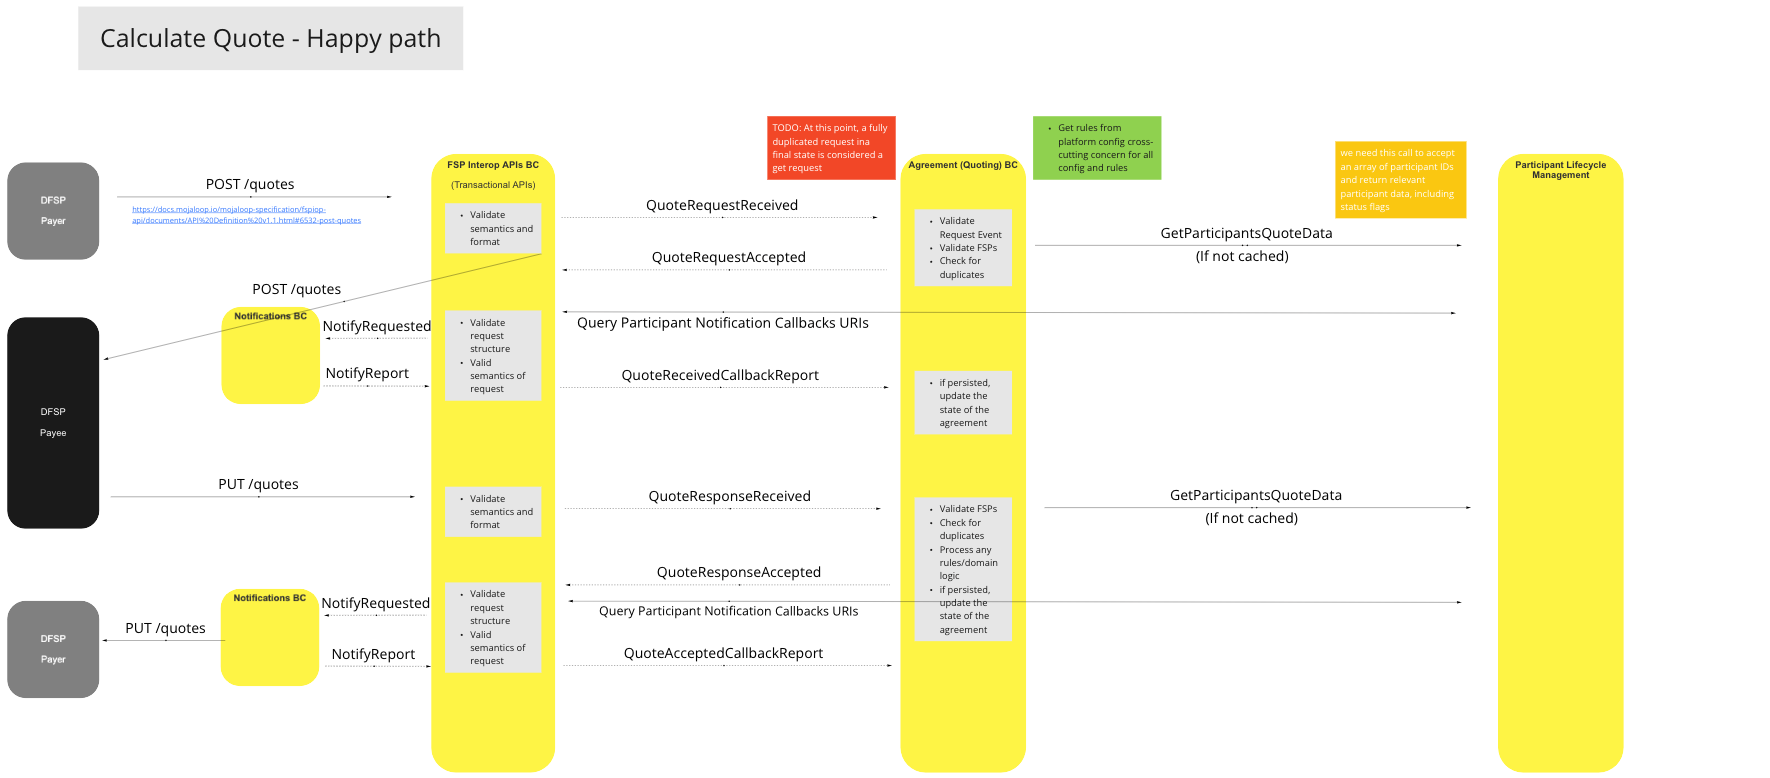 Calculate Quote - Happy path
TODO: At this point, a fully
duplicated request ina
final state is considered a
get request
• Get rules from
platform config cross-
cutting concern for all
config and rules
we need this call to accept
an array of participant IDs
and return relevant
participant data, including
status flags
FSP Interop APIs BC
(Transactional APIs)
Agreement (Quoting) BC
Participant Lifecycle
Management
DFSP
Payer
POST /quotes
https://docs.mojaloop.io/mojaloop-specification/fspiop-
api/documents/API%20Definition%20v1.1.html#6532-post-quotes
• Validate
semantics and
format
QuoteRequestReceived
• Validate
Request Event
• Validate FSPs
• Check for
duplicates
GetParticipantsQuoteData
(If not cached)
QuoteRequestAccepted
POST /quotes
Notifications BC
NotifyRequested
NotifyReport
• Validate
request
structure
• Valid
semantics of
request
Query Participant Notification Callbacks URIs
QuoteReceivedCallbackReport
• if persisted,
update the
state of the
agreement
DFSP
Payee
PUT /quotes
• Validate
semantics and
format
QuoteResponseReceived
• Validate FSPs
• Check for
duplicates
• Process any
rules/domain
logic
• if persisted,
update the
state of the
agreement
GetParticipantsQuoteData
(If not cached)
QuoteResponseAccepted
Notifications BC
NotifyRequested
• Validate
request
structure
• Valid
semantics of
request
Query Participant Notification Callbacks URIs
DFSP
Payer
PUT /quotes
NotifyReport
QuoteAcceptedCallbackReport